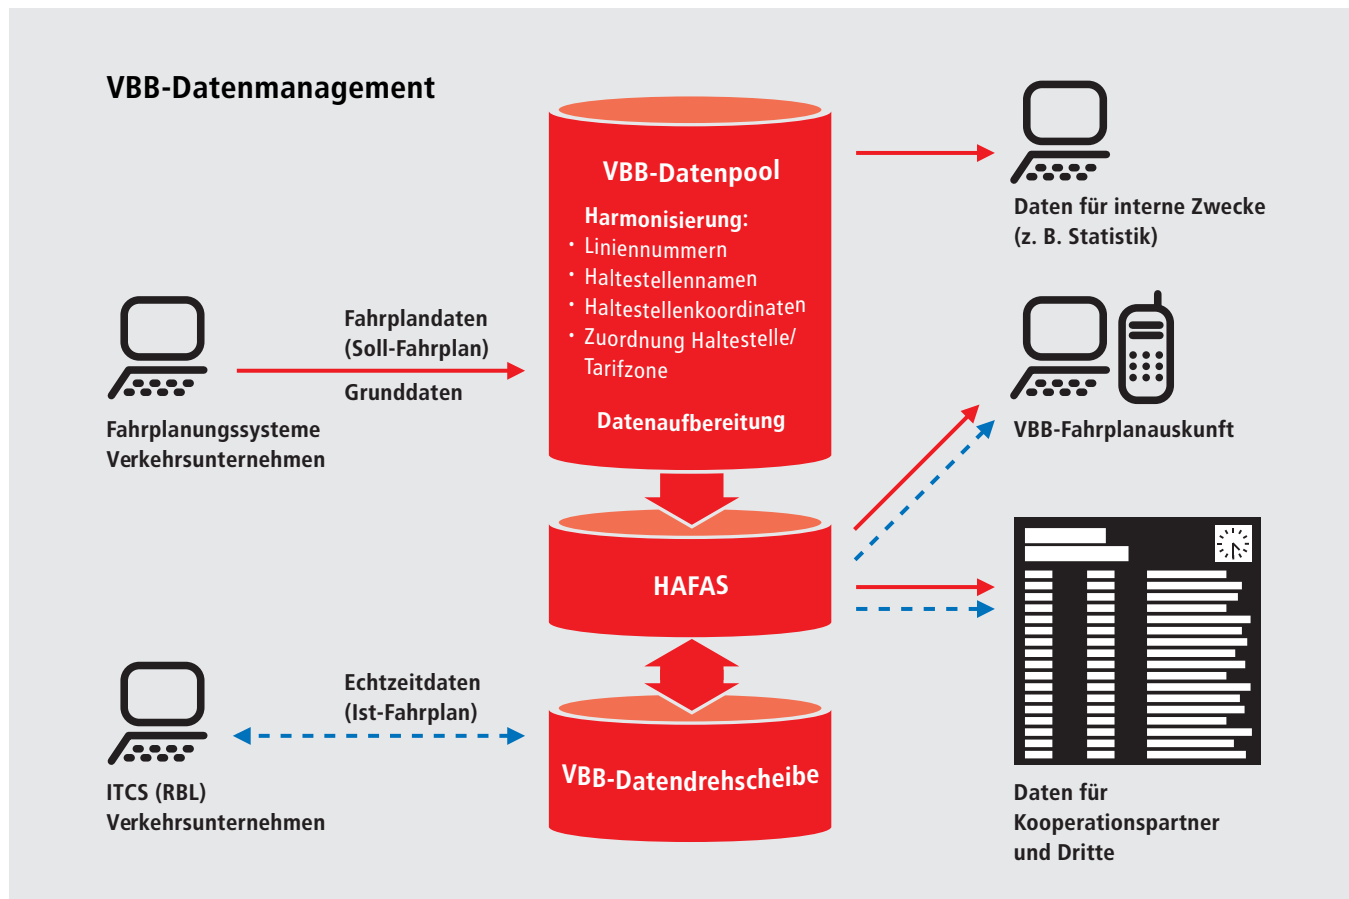 VBB-Datenmanagement
VBB-Datenpool
Harmonisierung:
· Liniennummern
· Haltestellennamen
· Haltestellenkoordinaten
· Zuordnung Haltestelle/
Tarifzone
Datenaufbereitung
HAFAS
VBB-Datendrehscheibe
Fahrplandaten
(Soll-Fahrplan)
Grunddaten
Fahrplanungssysteme
Verkehrsunternehmen
Echtzeitdaten
(Ist-Fahrplan)
ITCS (RBL)
Verkehrsunternehmen
Daten für interne Zwecke
(z. B. Statistik)
VBB-Fahrplanauskunft
Daten für
Kooperationspartner
und Dritte